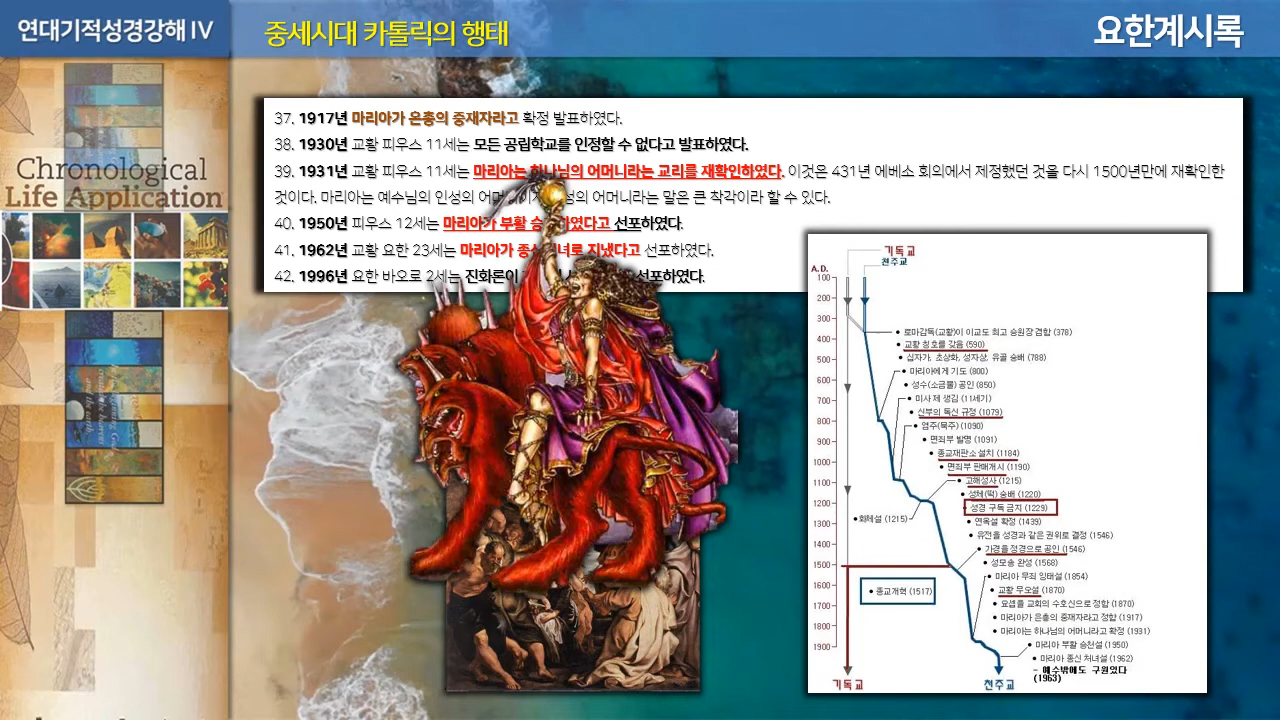 연대기적성경강해 Ⅳ
중세시대 카톨릭의 행태
요한계시록
Chronological
Life Application
37. 1917년 마리아가 은총의 중재자라고 확정 발표하였다.
38. 1930년 교황 피우스 11세는 모든 공립학교를 인정할 수 없다고 발표하였다.
39. 1931년 교황 피우스 11세는 마리아는 하나님의 어머니라는 교리를 재확인하였다. 이것은 431년 에베소 회의에서 제정했던 것을 다시 1500년만에 재확인한
것이다. 마리아는 예수님의 인성의 어머 성의 어머니라는 말은 큰 착각이라 할 수 있다.
40. 1950년 피우스 12세는 마리아가 부활 승 하였다고 선포하였다.
41. 1962년 교황 요한 23세는 마리아가 종신 녀로 지냈다고 선포하였다.
42. 1996년 요한 바오로 2세는 진화론이 선포하였다.
기독교
천주교
A.D.
100
200
300
로마감독(교황)이 이교도 최고 승원장 겸함 (378)
400
교황 칭호를 갖음 (590)
500
십자가, 초상화, 성자상, 유골 숭배 (788)
마리아에게 기도 (800)
600
성수(소금물) 공인 (850)
700
미사 제 생김 (11세기)
신부의 독신 규정 (1079)
800
염주(묵주) (1090)
900
면죄부 발명 (1091)
종교재판소 설치 (1184)
1000
면죄부 판매개시 (1190)
1100
고해성사 (1215)
성체(떡) 숭배 (1220)
1200
성경 구독 금지 (1229)
화체설 (1215)
1300
연옥설 확정 (1439)
유전을 성경과 같은 권위로 결정 (1546)
1400
가경을 정경으로 공인 (1546)
1500
성모송 완성 (1568)
마리아 무죄 잉태설 (1854)
1600
종교개혁 (1517)
교황 무오설 (1870)
1700
요셉를 교회의 수호신으로 정함 (1870)
마리아가 은총의 중재자라고 정함 (1917)
1800
마리아는 하나님의 어머니라고 확정 (1931)
1900
마리아 부활 승천설 (1950)
마리아 종신 처녀설 (1962)
- 예수밖에도 구원있다
(1963)
기독교
천주교